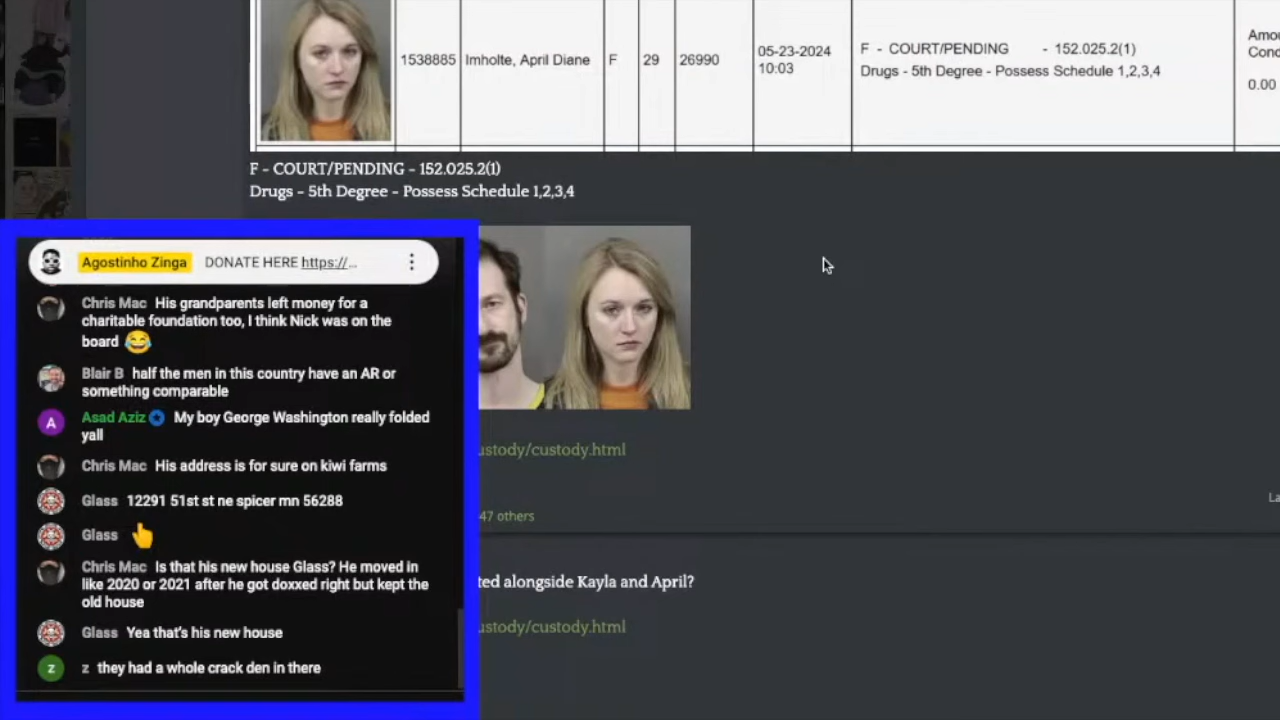 1538885
Imholte, April Diane
F
29
26990
05-23-2024
10:03
F - COURT/PENDING - 152.025.2(1)
Drugs - 5th Degree - Possess Schedule 1,2,3,4
0.00
F - COURT/PENDING - 152.025.2(1)
Drugs - 5th Degree - Possess Schedule 1,2,3,4
Agostinho Zinga DONATE HERE https://...
Chris Mac His grandparents left money for a
charitable foundation too, I think Nick was on the
board 😂
Blair B half the men in this country have an AR or
something comparable
Asad Aziz My boy George Washington really folded
yall
Chris Mac His address is for sure on kiwi farms
Glass [home address withheld for privacy]
Glass 👆
Chris Mac Is that his new house Glass? He moved in
like 2020 or 2021 after he got doxxed right but kept the
old house
Glass Yea that's his new house
z they had a whole crack den in there
ustody/custody.html
47 others
ted alongside Kayla and April?
ustody/custody.html